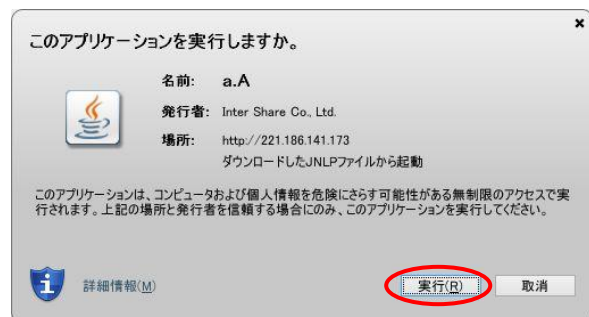 このアプリケーションを実行しますか。
名前: a.A
発行者: Inter Share Co., Ltd.
場所: http://221.186.141.173
ダウンロードしたJNLPファイルから起動
このアプリケーションは、コンピュータおよび個人情報を危険にさらす可能性がある無制限のアクセスで実
行されます。上記の場所と発行者を信頼する場合にのみ、このアプリケーションを実行してください。
詳細情報(M) 実行(R) 取消